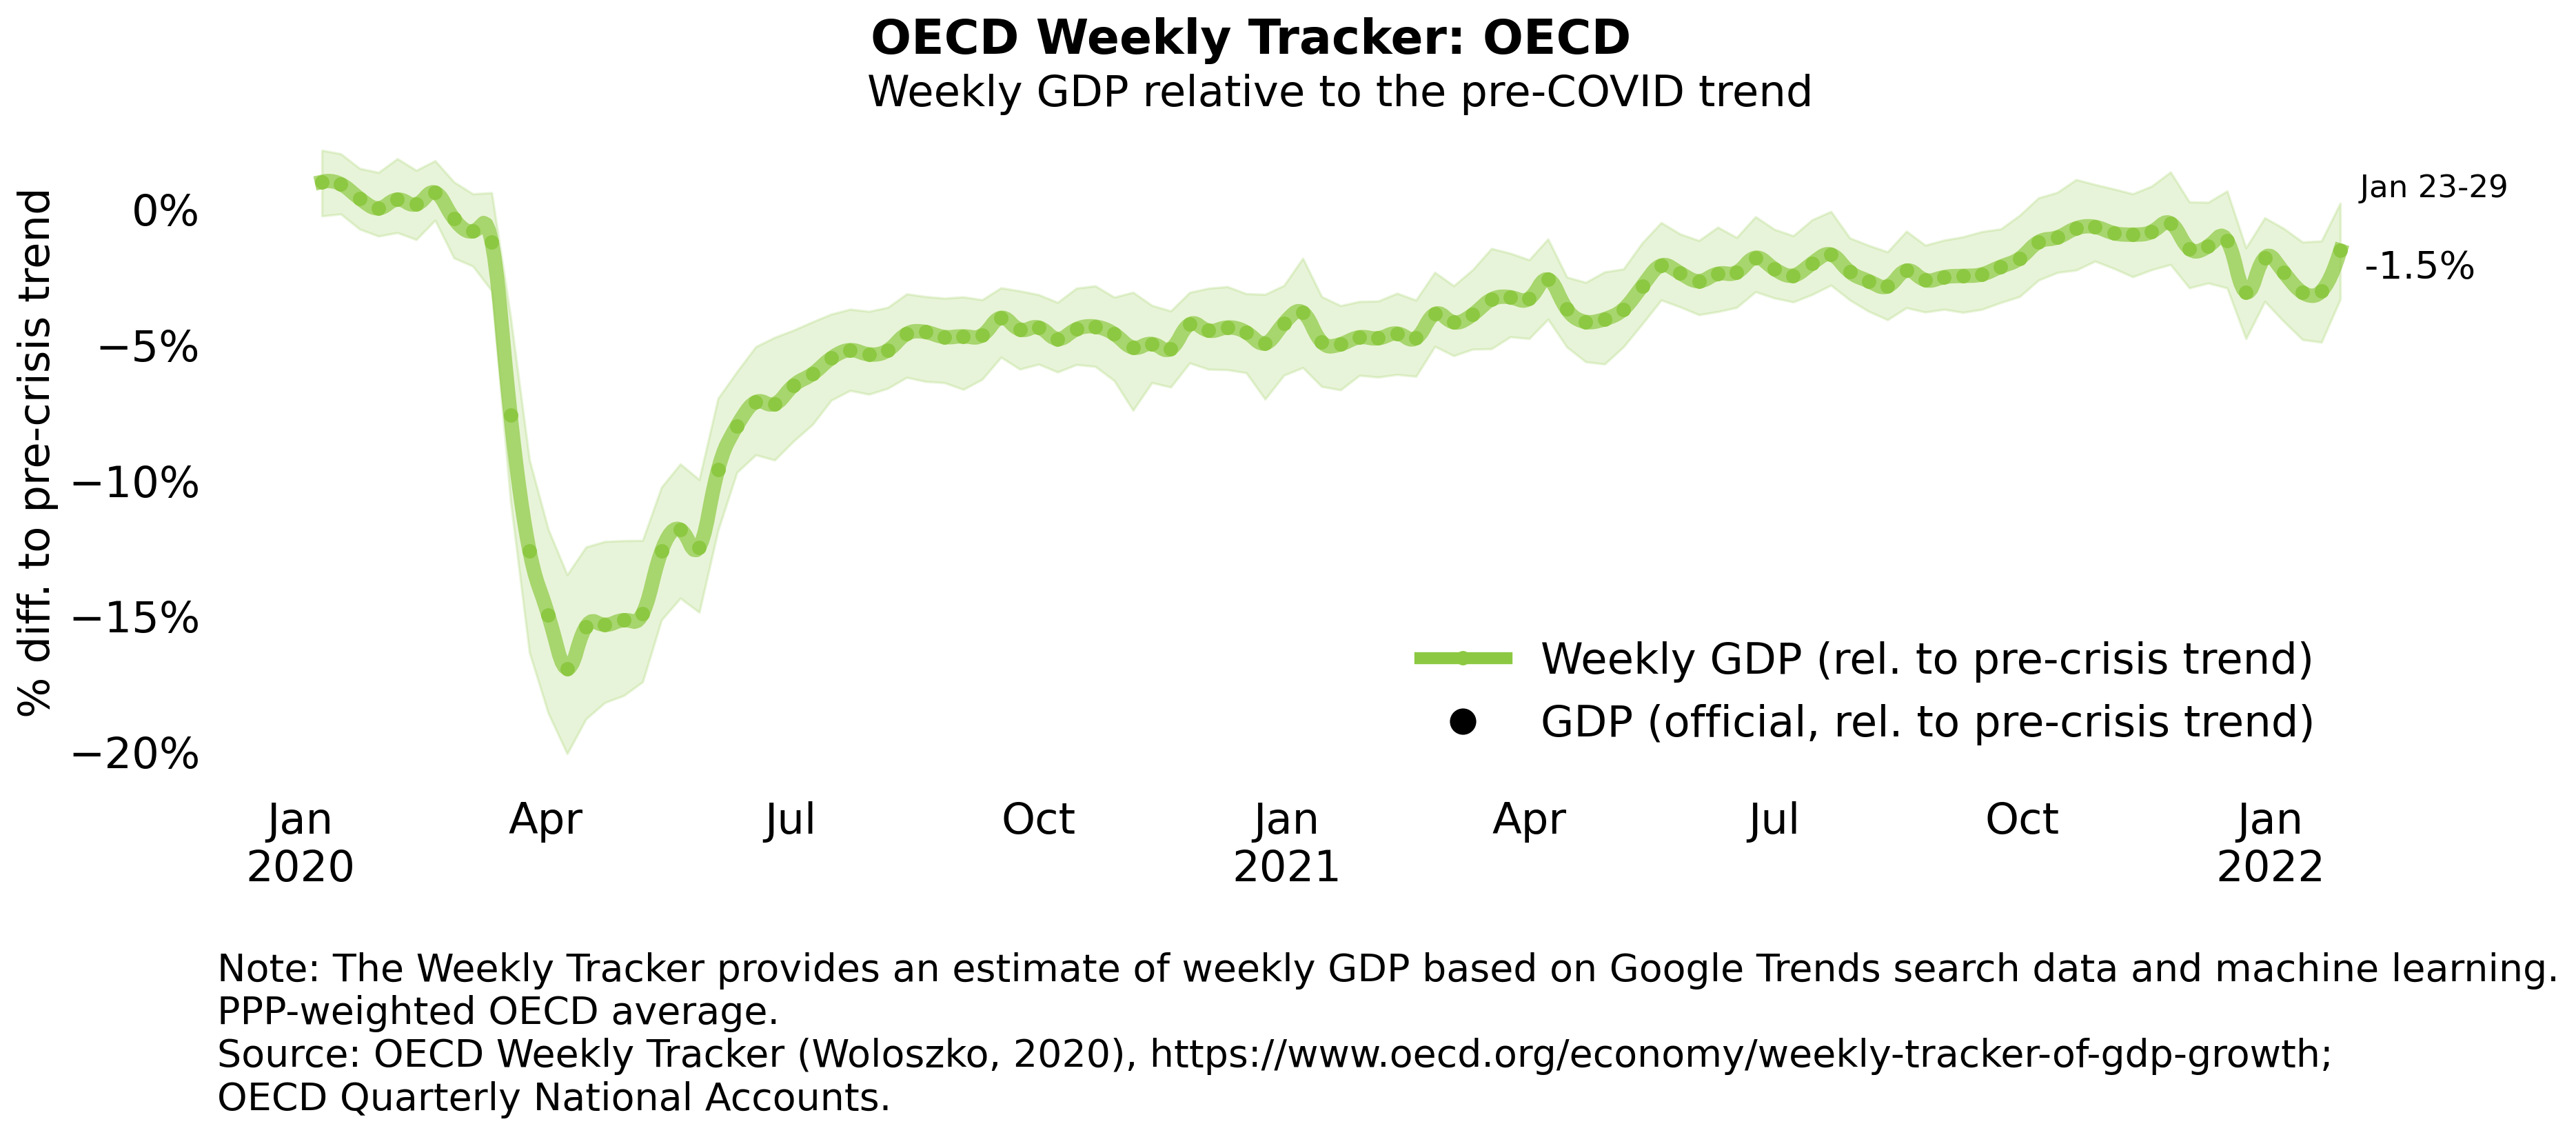 OECD Weekly Tracker: OECD
Weekly GDP relative to the pre-COVID trend
% diff. to pre-crisis trend
0%
−5%
−10%
−15%
−20%
Jan 23-29
-1.5%
Weekly GDP (rel. to pre-crisis trend)
GDP (official, rel. to pre-crisis trend)
Jan Apr Jul Oct Jan Apr Jul Oct Jan
2020 2021 2022
Note: The Weekly Tracker provides an estimate of weekly GDP based on Google Trends search data and machine learning.
PPP-weighted OECD average.
Source: OECD Weekly Tracker (Woloszko, 2020), https://www.oecd.org/economy/weekly-tracker-of-gdp-growth;
OECD Quarterly National Accounts.